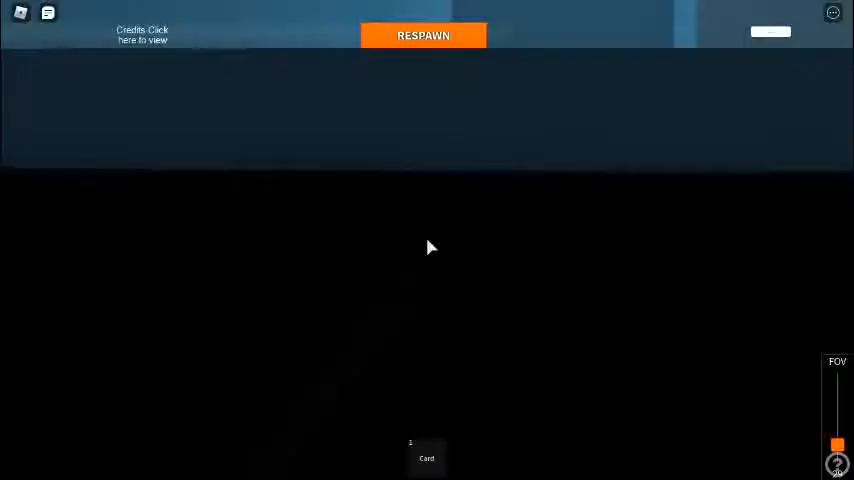 Credits Click
here to view
RESPAWN
FOV
1
Card
?